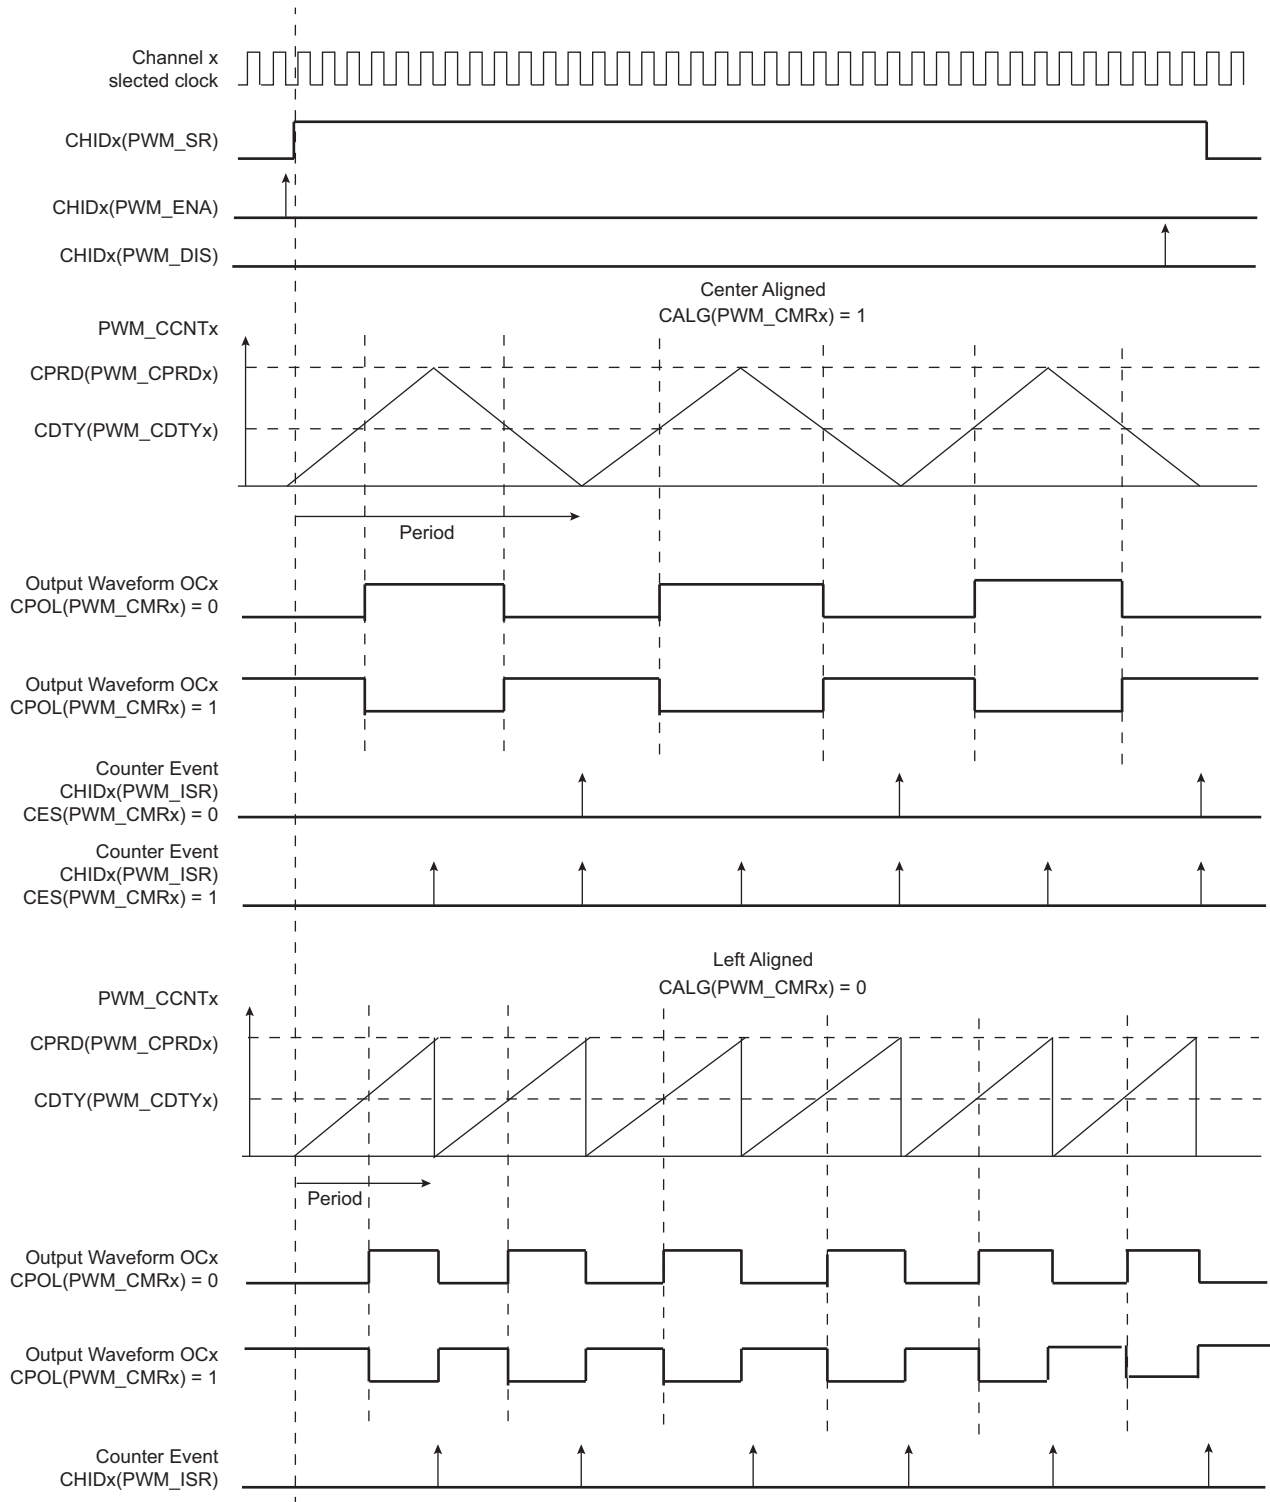 Channel x
slected clock
CHIDx(PWM_SR)
CHIDx(PWM_ENA)
CHIDx(PWM_DIS)
Center Aligned
CALG(PWM_CMRx) = 1
PWM_CCNTx
CPRD(PWM_CPRDx)
CDTY(PWM_CDTYx)
Period
Output Waveform OCx
CPOL(PWM_CMRx) = 0
Output Waveform OCx
CPOL(PWM_CMRx) = 1
Counter Event
CHIDx(PWM_ISR)
CES(PWM_CMRx) = 0
Counter Event
CHIDx(PWM_ISR)
CES(PWM_CMRx) = 1
Left Aligned
CALG(PWM_CMRx) = 0
PWM_CCNTx
CPRD(PWM_CPRDx)
CDTY(PWM_CDTYx)
Period
Output Waveform OCx
CPOL(PWM_CMRx) = 0
Output Waveform OCx
CPOL(PWM_CMRx) = 1
Counter Event
CHIDx(PWM_ISR)